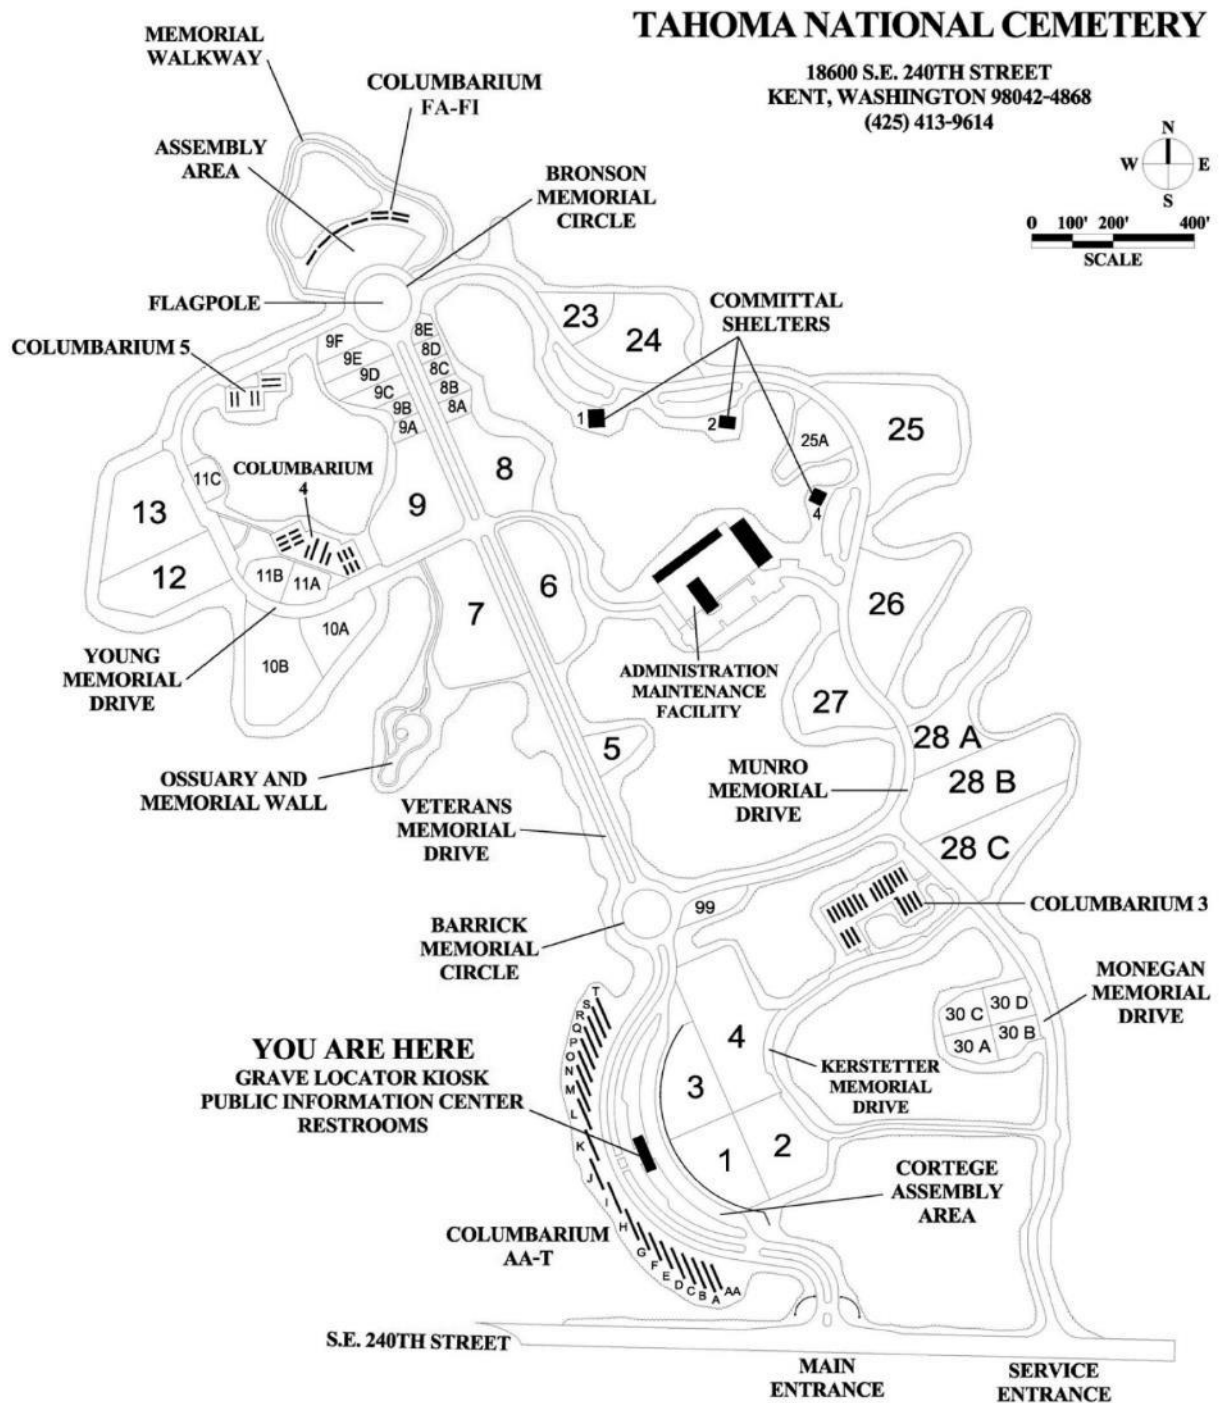 TAHOMA NATIONAL CEMETERY
18600 S.E. 240TH STREET
KENT, WASHINGTON 98042-4868
(425) 413-9614
N
W E
S
0 100' 200' 400'
SCALE
MEMORIAL
WALKWAY
COLUMBARIUM
FA-FI
ASSEMBLY
AREA
BRONSON
MEMORIAL
CIRCLE
FLAGPOLE
COLUMBARIUM 5
COMMITTAL
SHELTERS
23
24
1
2
4
25A
25
9F
9E
9D
9C
9B
9A
8E
8D
8C
8B
8A
8
9
11C
COLUMBARIUM
4
13
12
11B
11A
10A
10B
7
6
26
27
ADMINISTRATION
MAINTENANCE
FACILITY
YOUNG
MEMORIAL
DRIVE
OSSUARY AND
MEMORIAL WALL
5
28 A
28 B
28 C
MUNRO
MEMORIAL
DRIVE
VETERANS
MEMORIAL
DRIVE
99
COLUMBARIUM 3
BARRICK
MEMORIAL
CIRCLE
MONEGAN
MEMORIAL
DRIVE
30 C
30 D
30 A
30 B
4
3
1
2
KERSTETTER
MEMORIAL
DRIVE
YOU ARE HERE
GRAVE LOCATOR KIOSK
PUBLIC INFORMATION CENTER
RESTROOMS
T
S
R
Q
P
O
N
M
L
K
J
I
H
G
F
E
D
C
B
A
AA
COLUMBARIUM
AA-T
CORTEGE
ASSEMBLY
AREA
S.E. 240TH STREET
MAIN
ENTRANCE
SERVICE
ENTRANCE